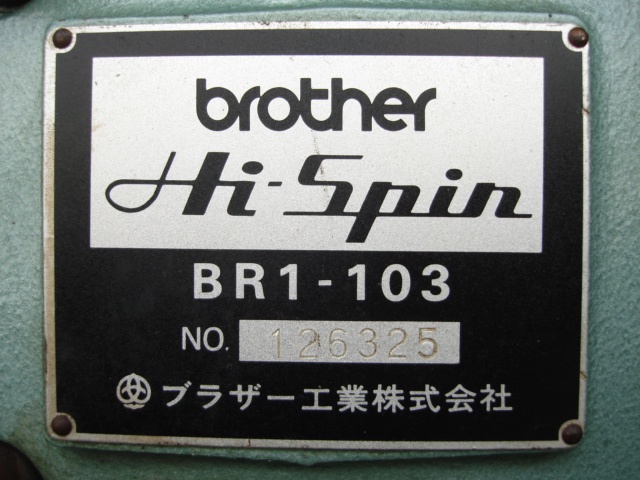 brother
Hi-Spin
BR1-103
NO. 126325
ブラザー工業株式会社